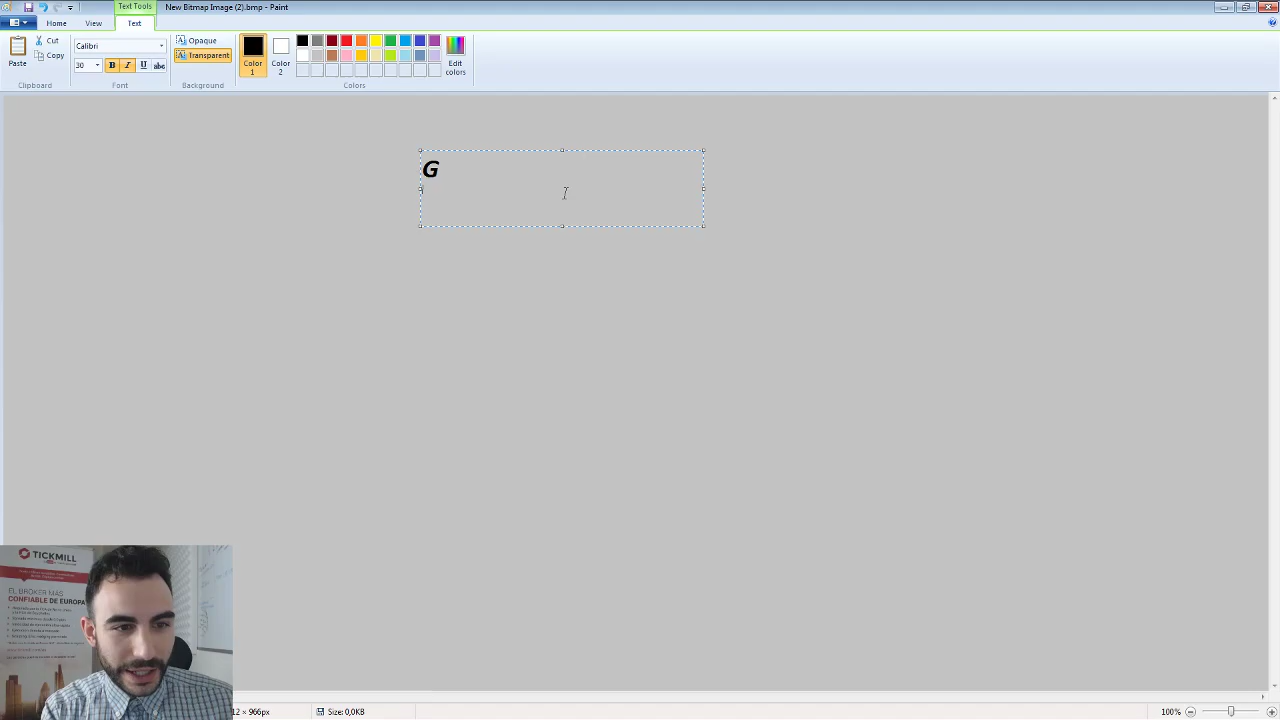 Text Tools
New Bitmap Image (2).bmp - Paint
Home
View
Text
Paste
Cut
Copy
Clipboard
Calibri
30
B
I
U
abc
Font
Opaque
Transparent
Background
Color
1
Color
2
Edit
colors
Colors
G
TICKMILL
EL BRÓKER MÁS
CONFIABLE DE EUROPA
12 × 966px
Size: 0,0KB
100%